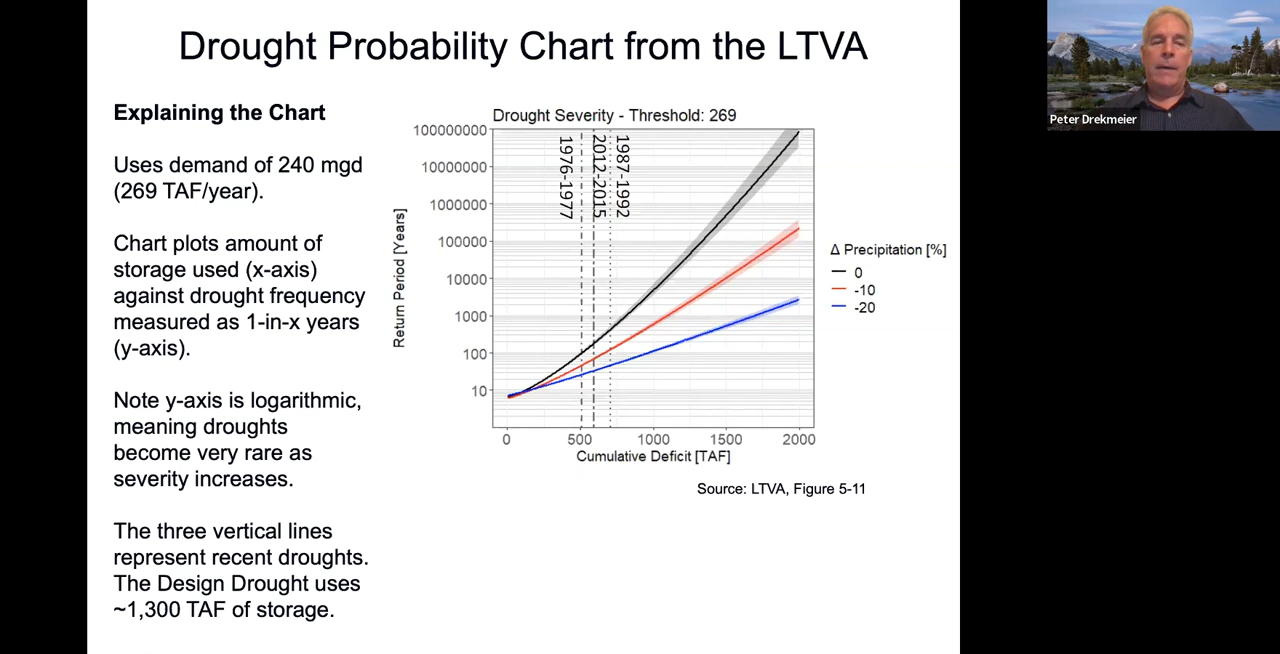 Drought Probability Chart from the LTVA
Explaining the Chart
Uses demand of 240 mgd
(269 TAF/year).
Chart plots amount of
storage used (x-axis)
against drought frequency
measured as 1-in-x years
(y-axis).
Note y-axis is logarithmic,
meaning droughts
become very rare as
severity increases.
The three vertical lines
represent recent droughts.
The Design Drought uses
~1,300 TAF of storage.
Drought Severity - Threshold: 269
Return Period [Years]
100000000
10000000
1000000
100000
10000
1000
100
10
1976-1977
2012-2015
1987-1992
0 500 1000 1500 2000
Cumulative Deficit [TAF]
Δ Precipitation [%]
0
-10
-20
Source: LTVA, Figure 5-11
Peter Drekmeier